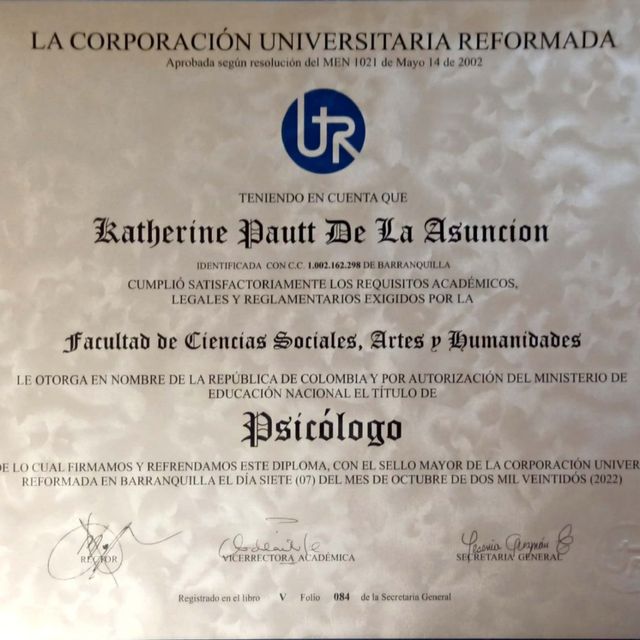 LA CORPORACIÓN UNIVERSITARIA REFORMADA
Aprobada según resolución del MEN 1021 de Mayo 14 de 2002
UR
TENIENDO EN CUENTA QUE
Katherine Pautt De La Asuncion
IDENTIFICADA CON C.C. 1.002.162.298 DE BARRANQUILLA
CUMPLIÓ SATISFACTORIAMENTE LOS REQUISITOS ACADÉMICOS,
LEGALES Y REGLAMENTARIOS EXIGIDOS POR LA
Facultad de Ciencias Sociales, Artes y Humanidades
LE OTORGA EN NOMBRE DE LA REPÚBLICA DE COLOMBIA Y POR AUTORIZACIÓN DEL MINISTERIO DE
EDUCACIÓN NACIONAL EL TÍTULO DE
Psicólogo
DE LO CUAL FIRMAMOS Y REFRENDAMOS ESTE DIPLOMA, CON EL SELLO MAYOR DE LA CORPORACIÓN UNIVER
REFORMADA EN BARRANQUILLA EL DÍA SIETE (07) DEL MES DE OCTUBRE DE DOS MIL VEINTIDÓS (2022)
Yesenia Guzmán
RECTOR VICERRECTORA ACADÉMICA SECRETARIA GENERAL
Registrado en el libro V Folio 084 de la Secretaria General